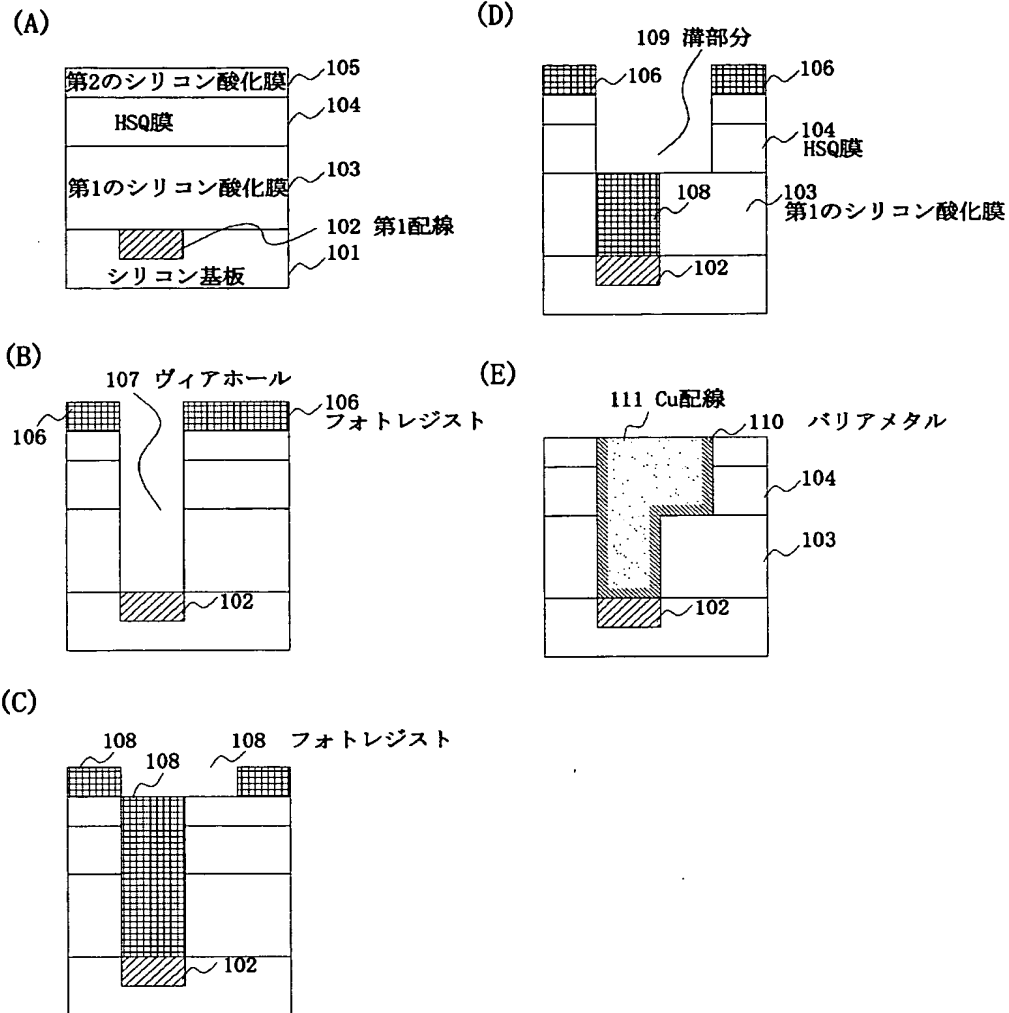 (A)
第2のシリコン酸化膜
105
HSQ膜
104
第1のシリコン酸化膜
103
102 第1配線
シリコン基板
101
(B)
107 ヴィアホール
106
106
フォトレジスト
102
(C)
108
108
108 フォトレジスト
102
(D)
109 溝部分
106
106
104
HSQ膜
108
103
第1のシリコン酸化膜
102
(E)
111 Cu配線
110 バリアメタル
104
103
102